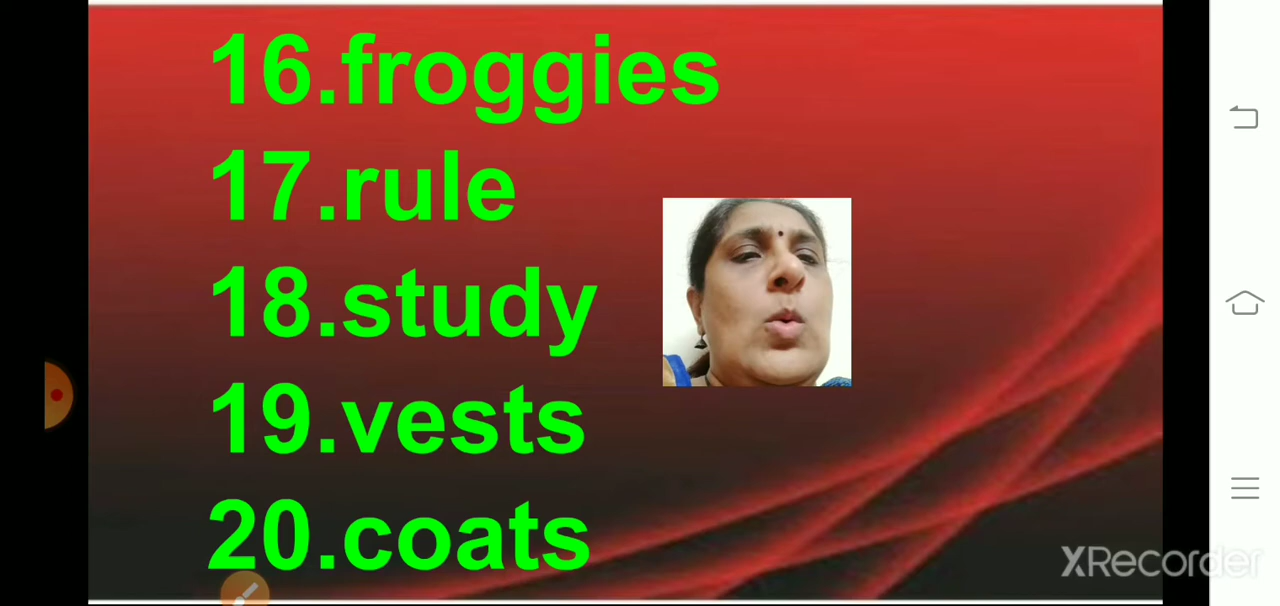 16.froggies
17.rule
18.study
19.vests
20.coats
XRecorder